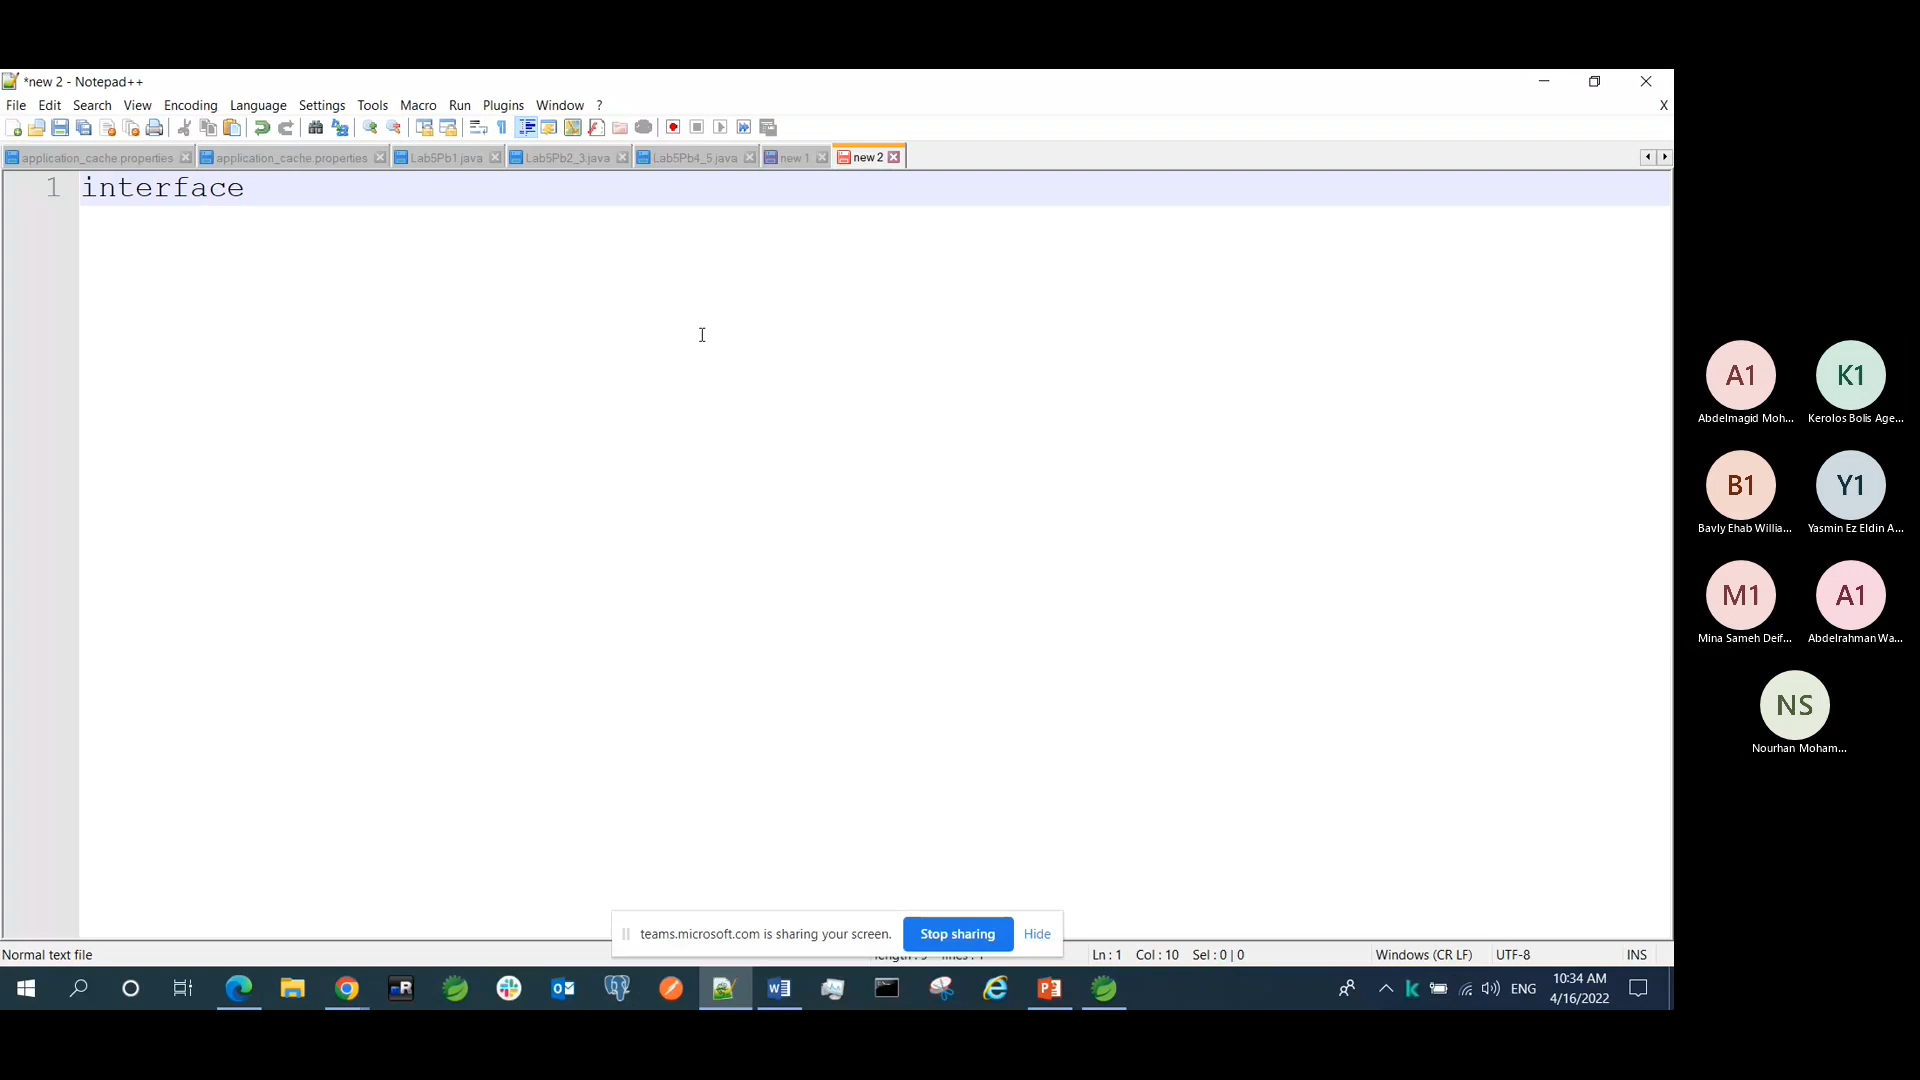 *new 2 - Notepad++
File Edit Search View Encoding Language Settings Tools Macro Run Plugins Window ? X
application_cache.properties application_cache.properties Lab5Pb1.java Lab5Pb2_3.java Lab5Pb4_5.java new 1 new 2
1 interface
A1 K1
Abdelmagid Moh... Kerolos Bolis Age...
B1 Y1
Bavly Ehab Willia... Yasmin Ez Eldin A...
M1 A1
Mina Sameh Deif... Abdelrahman Wa...
NS
Nourhan Moham...
teams.microsoft.com is sharing your screen. Stop sharing Hide
Normal text file Ln : 1 Col : 10 Sel : 0 | 0 Windows (CR LF) UTF-8 INS
ENG 10:34 AM
4/16/2022